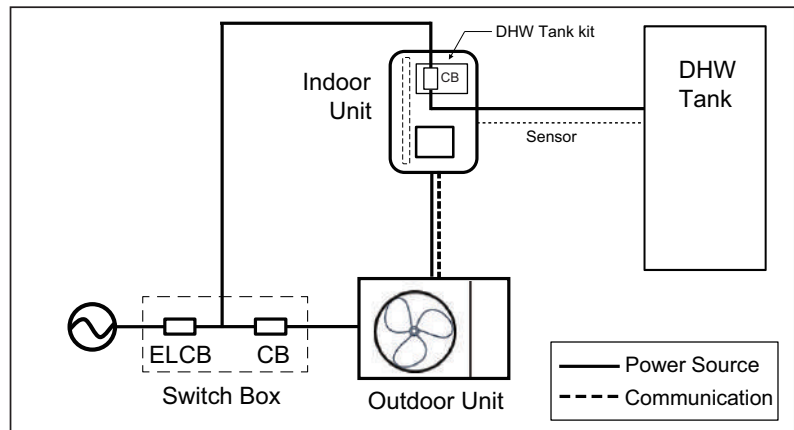 DHW Tank kit
Indoor
Unit
CB
DHW
Tank
Sensor
ELCB
CB
Switch Box
Outdoor Unit
Power Source
Communication